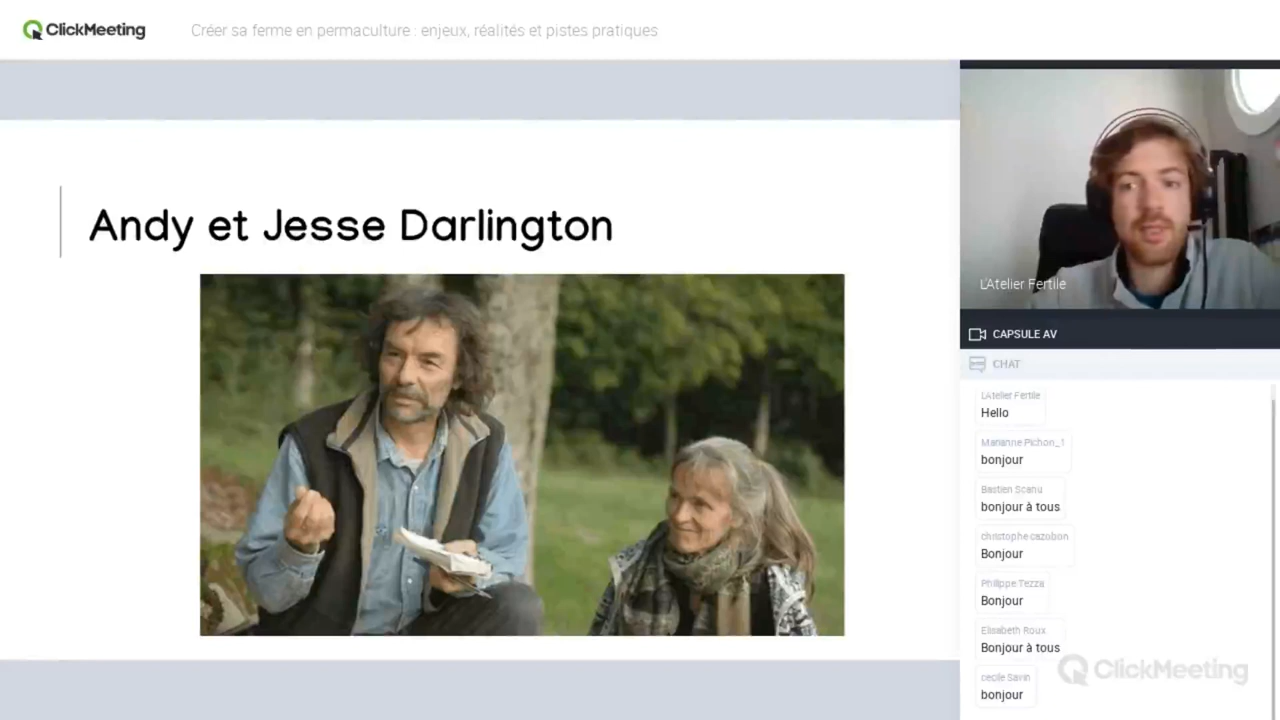 ClickMeeting
Créer sa ferme en permaculture : enjeux, réalités et pistes pratiques
Andy et Jesse Darlington
L'Atelier Fertile
CAPSULE AV
CHAT
L'Atelier Fertile
Hello
Marianne Pichon_1
bonjour
Bastien Scanu
bonjour à tous
christophe cazobon
Bonjour
Philippe Tezza
Bonjour
Elisabeth Roux
Bonjour à tous
cecile Savin
bonjour
ClickMeeting